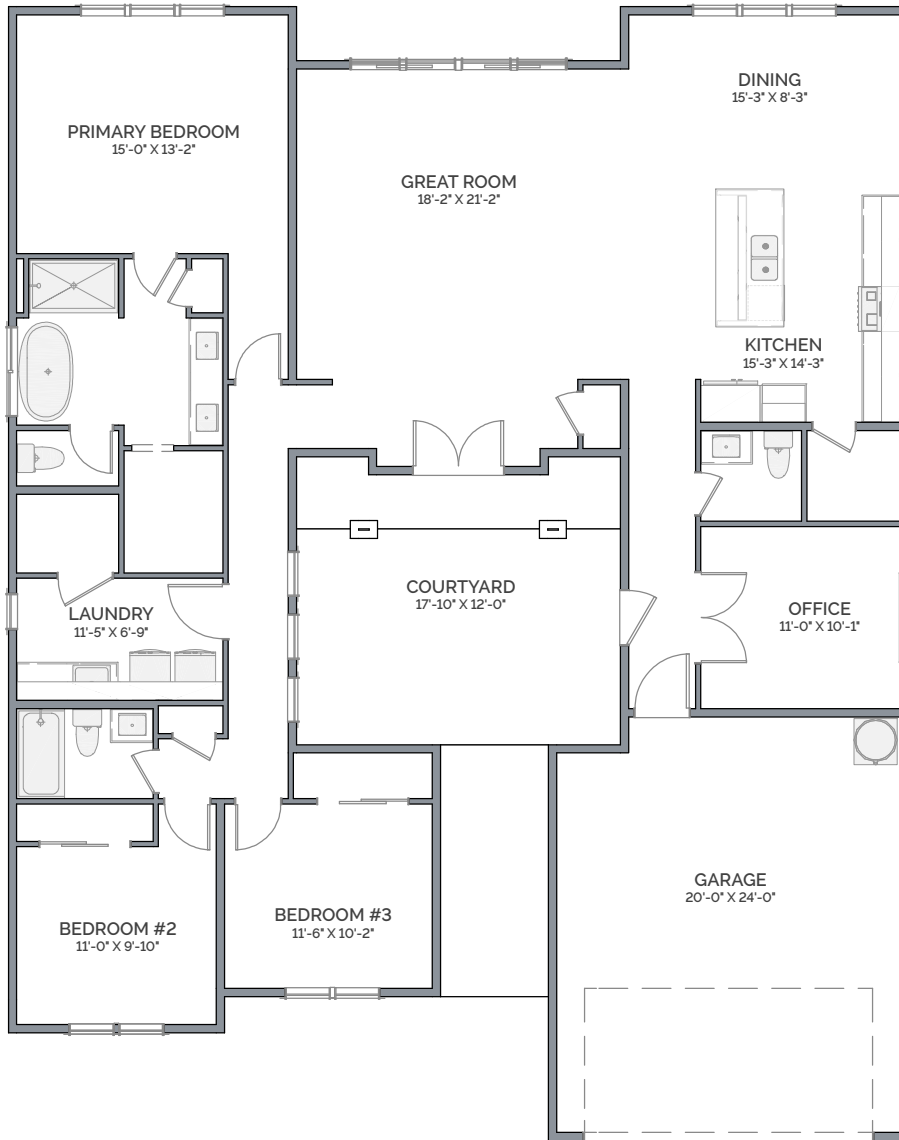 DINING
15'-3" X 8'-3"
PRIMARY BEDROOM
15'-0" X 13'-2"
GREAT ROOM
18'-2" X 21'-2"
KITCHEN
15'-3" X 14'-3"
COURTYARD
17'-10" X 12'-0"
LAUNDRY
11'-5" X 6'-9"
OFFICE
11'-0" X 10'-1"
GARAGE
20'-0" X 24'-0"
BEDROOM #3
11'-6" X 10'-2"
BEDROOM #2
11'-0" X 9'-10"